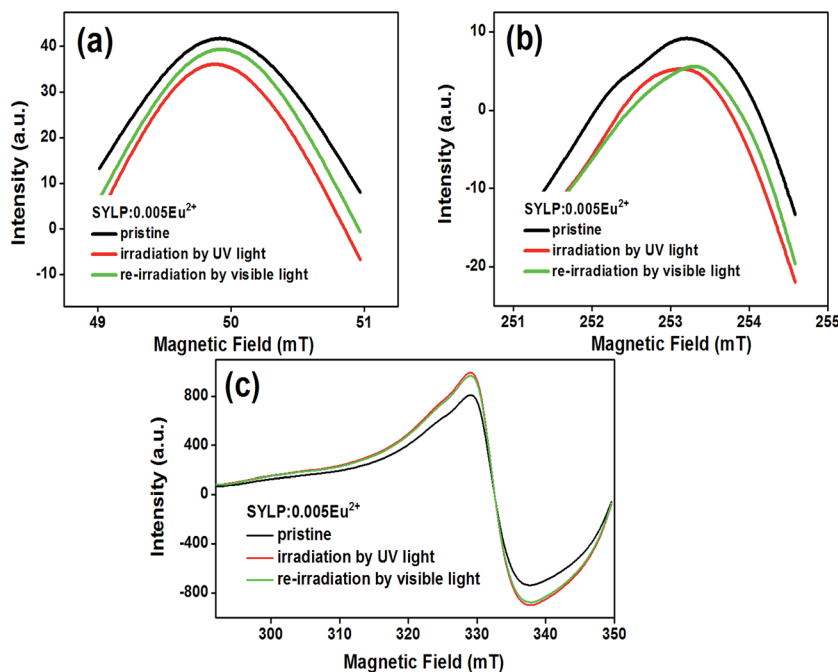 (a)
Intensity (a.u.)
40
30
20
10
0
-10
SYLP:0.005Eu²⁺
pristine
irradiation by UV light
re-irradiation by visible light
49
50
51
Magnetic Field (mT)
(b)
Intensity (a.u.)
10
0
-10
-20
SYLP:0.005Eu²⁺
pristine
irradiation by UV light
re-irradiation by visible light
251
252
253
254
255
Magnetic Field (mT)
(c)
Intensity (a.u.)
800
400
0
-400
-800
SYLP:0.005Eu²⁺
pristine
irradiation by UV light
re-irradiation by visible light
300
310
320
330
340
350
Magnetic Field (mT)